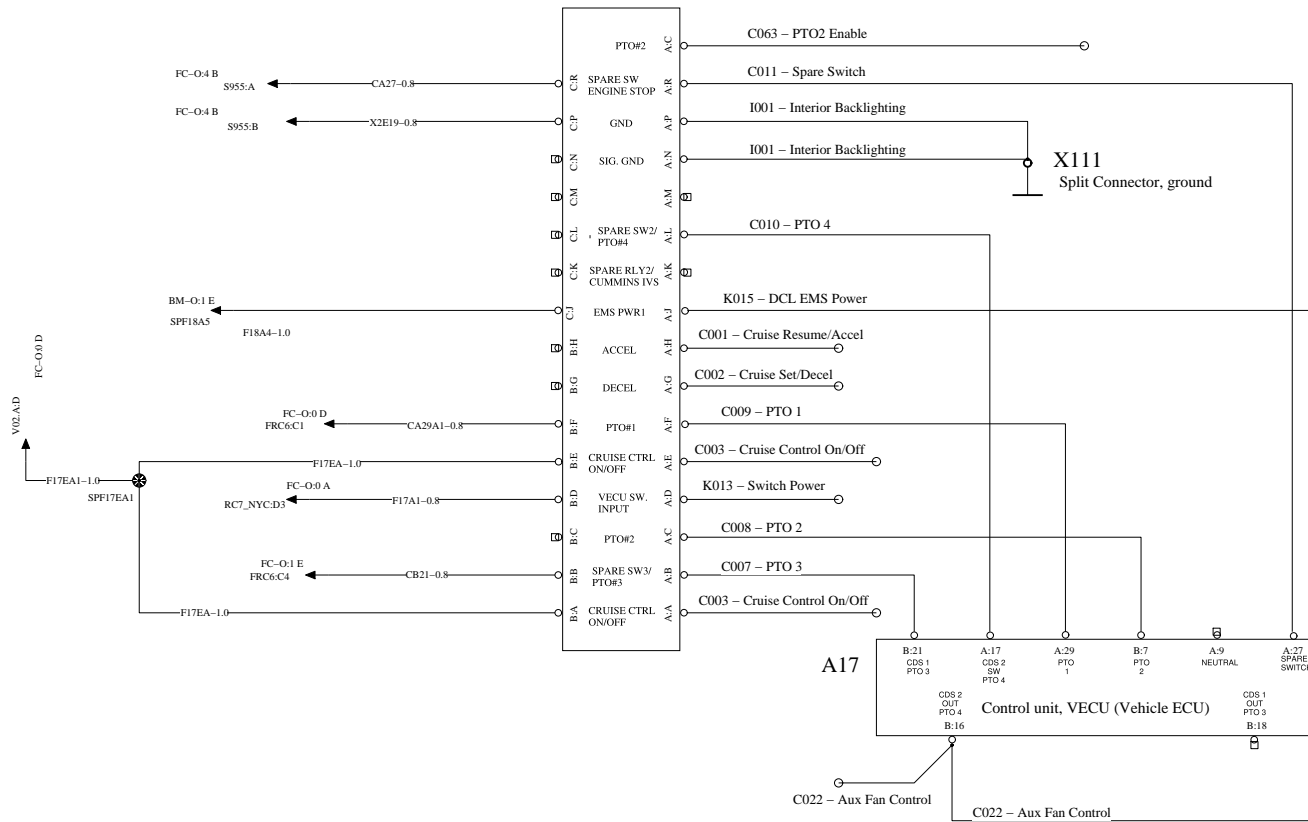 PTO#2 A:C C063 – PTO2 Enable
FC–O:4 B
S955:A CA27–0.8 C:R SPARE SW ENGINE STOP A:R C011 – Spare Switch
FC–O:4 B
S955:B X2E19–0.8 C:P GND A:P I001 – Interior Backlighting
C:N SIG. GND A:N I001 – Interior Backlighting
X111
Split Connector, ground
C:M A:M
C:L SPARE SW2/ PTO#4 A:L C010 – PTO 4
C:K SPARE RLY2/ CUMMINS IVS A:K
BM–O:1 E
SPF18A5 F18A4–1.0 C:J EMS PWR1 A:J K015 – DCL EMS Power
B:H ACCEL A:H C001 – Cruise Resume/Accel
B:G DECEL A:G C002 – Cruise Set/Decel
FC–O:0 D
V02.A:D
FC–O:0 D
FRC6:C1 CA29A1–0.8 B:F PTO#1 A:F C009 – PTO 1
F17EA–1.0 B:E CRUISE CTRL ON/OFF A:E C003 – Cruise Control On/Off
F17EA1–1.0
SPF17EA1
FC–O:0 A
RC7_NYC:D3 F17A1–0.8 B:D VECU SW. INPUT A:D K013 – Switch Power
B:C PTO#2 A:C C008 – PTO 2
FC–O:1 E
FRC6:C4 CB21–0.8 B:B SPARE SW3/ PTO#3 A:B C007 – PTO 3
F17EA–1.0 B:A CRUISE CTRL ON/OFF A:A C003 – Cruise Control On/Off
A17
B:21 A:17 A:29 B:7 A:9 A:27
CDS 1 PTO 3
CDS 2 SW PTO 4
PTO 1
PTO 2
NEUTRAL
SPARE SWITCH
CDS 2 OUT PTO 4
Control unit, VECU (Vehicle ECU)
CDS 1 OUT PTO 3
B:16 B:18
C022 – Aux Fan Control
C022 – Aux Fan Control